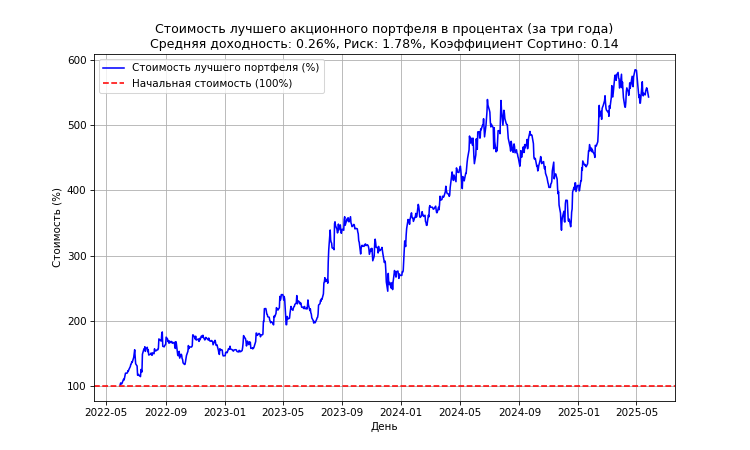 Стоимость лучшего акционного портфеля в процентах (за три года)
Средняя доходность: 0.26%, Риск: 1.78%, Коэффициент Сортино: 0.14
Стоимость лучшего портфеля (%)
Начальная стоимость (100%)
Стоимость (%)
600
500
400
300
200
100
2022-05 2022-09 2023-01 2023-05 2023-09 2024-01 2024-05 2024-09 2025-01 2025-05
День